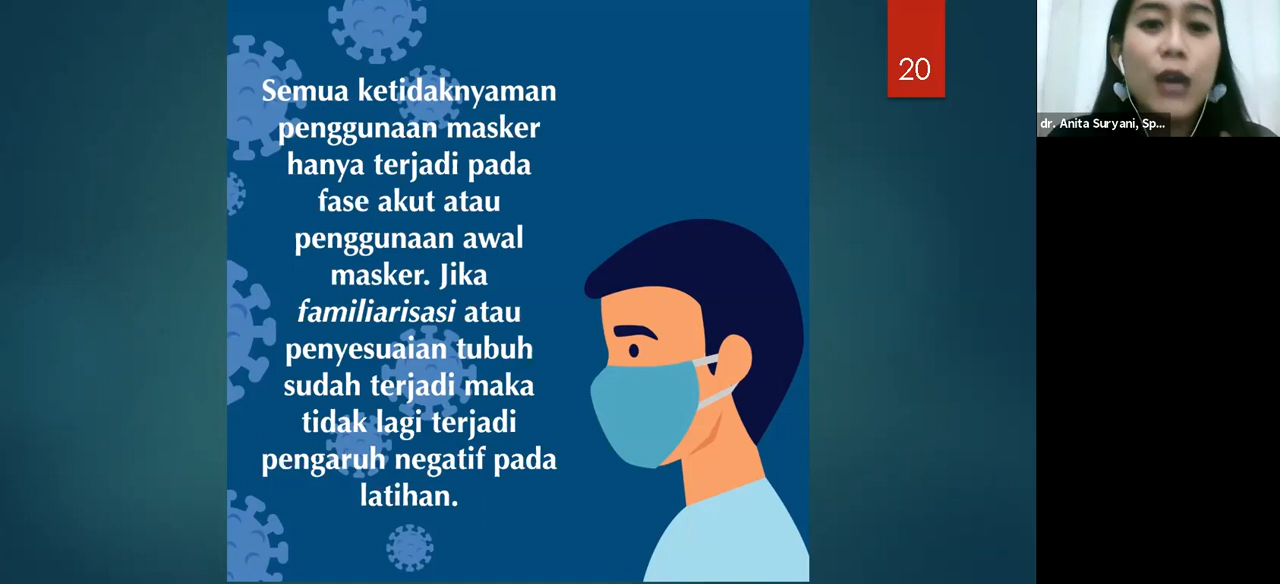 Semua ketidaknyaman
penggunaan masker
hanya terjadi pada
fase akut atau
penggunaan awal
masker. Jika
familiarisasi atau
penyesuaian tubuh
sudah terjadi maka
tidak lagi terjadi
pengaruh negatif pada
latihan.
20
dr. Anita Suryani, Sp...